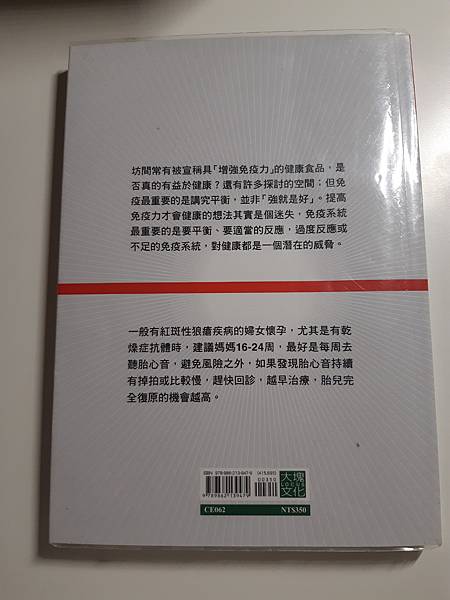 坊間常有被宣稱具「增強免疫力」的健康食品，是
否真的有益於健康？還有許多探討的空間；但免
疫最重要的是講究平衡，並非「強就是好」。提高
免疫力才會健康的想法其實是個迷失，免疫系統
最重要的是要平衡、要適當的反應，過度反應或
不足的免疫系統，對健康都是一個潛在的威脅。
一般有紅斑性狼瘡疾病的婦女懷孕，尤其是有乾
燥症抗體時，建議媽媽16-24周，最好是每周去
聽胎心音，避免風險之外，如果發現胎心音持續
有掉拍或比較慢，趕快回診，越早治療，胎兒完
全復原的機會越高。
ISBN 978-986-213-947-9
00350
9789862139479
大塊
LOCUS
文化
CE062
NT$350